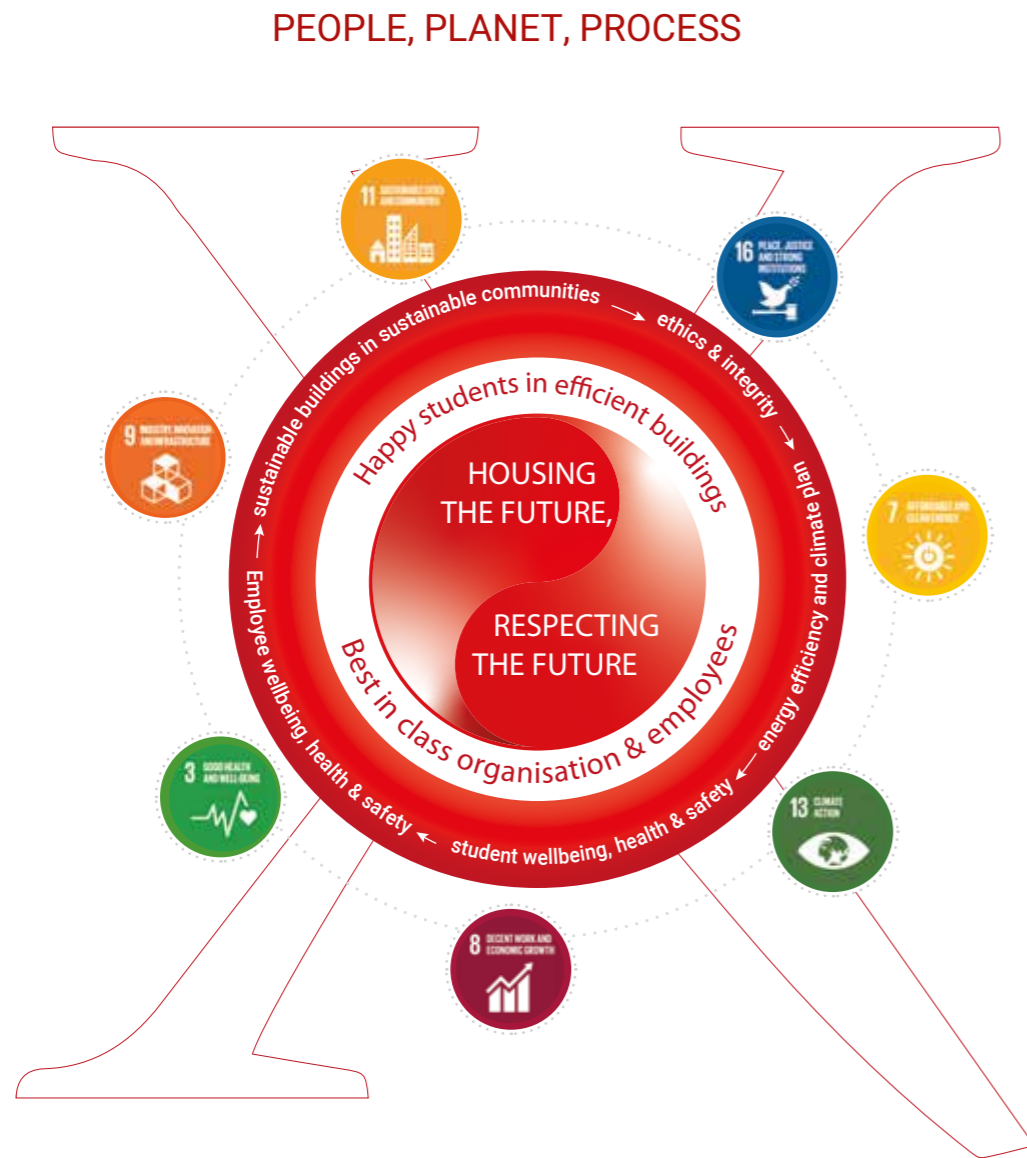 PEOPLE, PLANET, PROCESS
11 SUSTAINABLE CITIES
AND COMMUNITIES
16 PEACE, JUSTICE
AND STRONG
INSTITUTIONS
9 INDUSTRY, INNOVATION
AND INFRASTRUCTURE
7 AFFORDABLE AND
CLEAN ENERGY
3 GOOD HEALTH
AND WELL-BEING
13 CLIMATE
ACTION
8 DECENT WORK AND
ECONOMIC GROWTH
sustainable buildings in sustainable communities →
ethics & integrity →
energy efficiency and climate plan →
student wellbeing, health & safety →
Employee wellbeing, health & safety →
Happy students in efficient buildings
Best in class organisation & employees
HOUSING
THE FUTURE,
RESPECTING
THE FUTURE